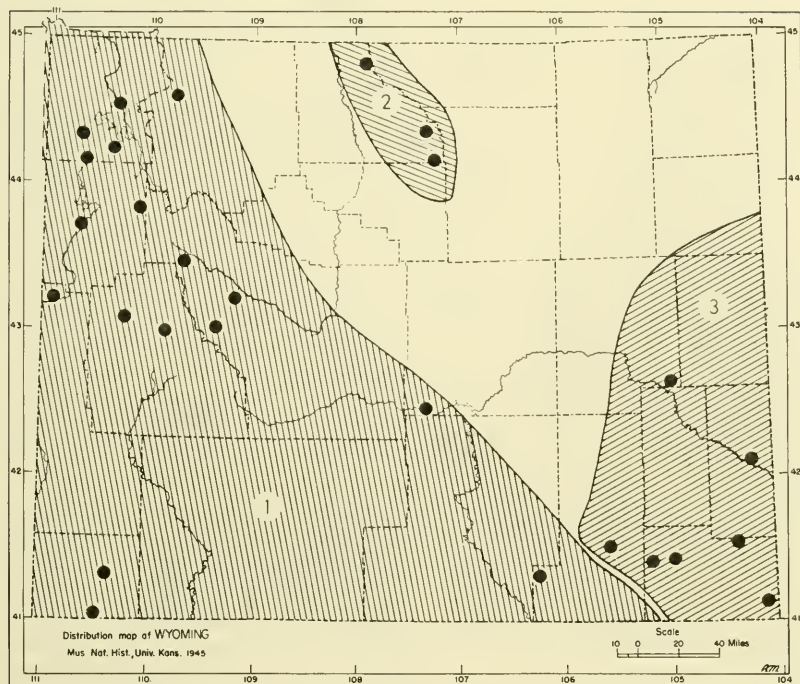 111 110 109 108 107 106 105 104
45 45
2
44 44
3
43 43
42 42
1
41 41
Distribution map of WYOMING
Mus Nat. Hist., Univ. Kans. 1945
Scale
10 0 20 40 Miles
111 110 109 108 107 106 105 104